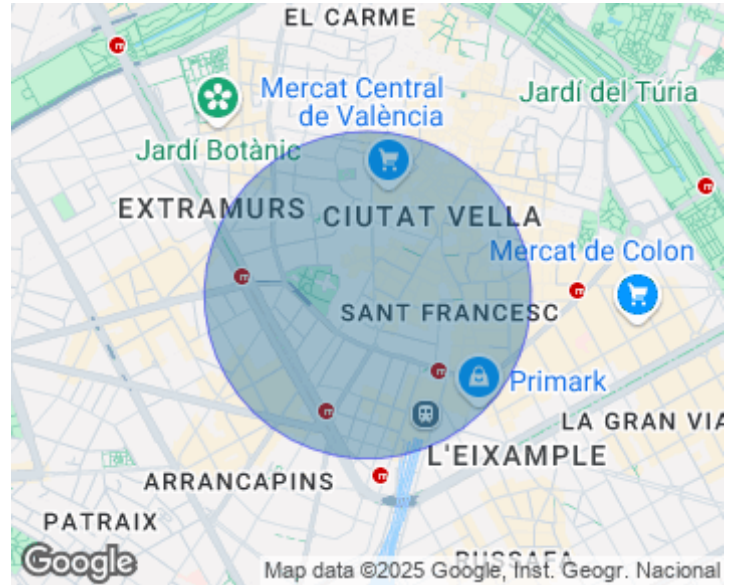 EL CARME
Mercat Central
de València
Jardí del Túria
Jardí Botànic
EXTRAMURS
CIUTAT VELLA
Mercat de Colon
SANT FRANCESC
Primark
LA GRAN VIA
L'EIXAMPLE
ARRANCAPINS
PATRAIX
RUSSAFA
Google
Map data ©2025 Google, Inst. Geogr. Nacional